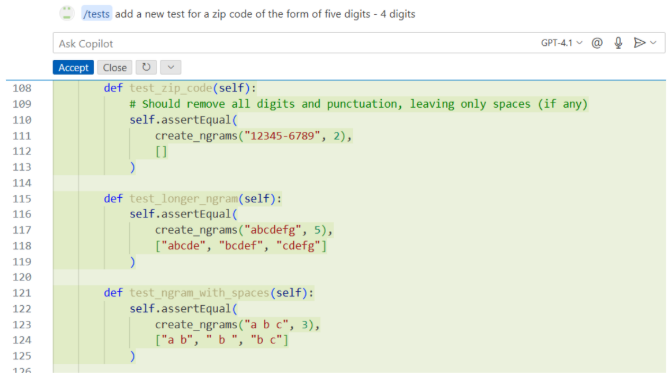 /tests add a new test for a zip code of the form of five digits - 4 digits
Ask Copilot GPT-4.1
Accept Close
108 def test_zip_code(self):
109 # Should remove all digits and punctuation, leaving only spaces (if any)
110 self.assertEqual(
111 create_ngrams("12345-6789", 2),
112 []
113 )
114
115 def test_longer_ngram(self):
116 self.assertEqual(
117 create_ngrams("abcdefg", 5),
118 ["abcde", "bcdef", "cdefg"]
119 )
120
121 def test_ngram_with_spaces(self):
122 self.assertEqual(
123 create_ngrams("a b c", 3),
124 ["a b", " b ", "b c"]
125 )
126